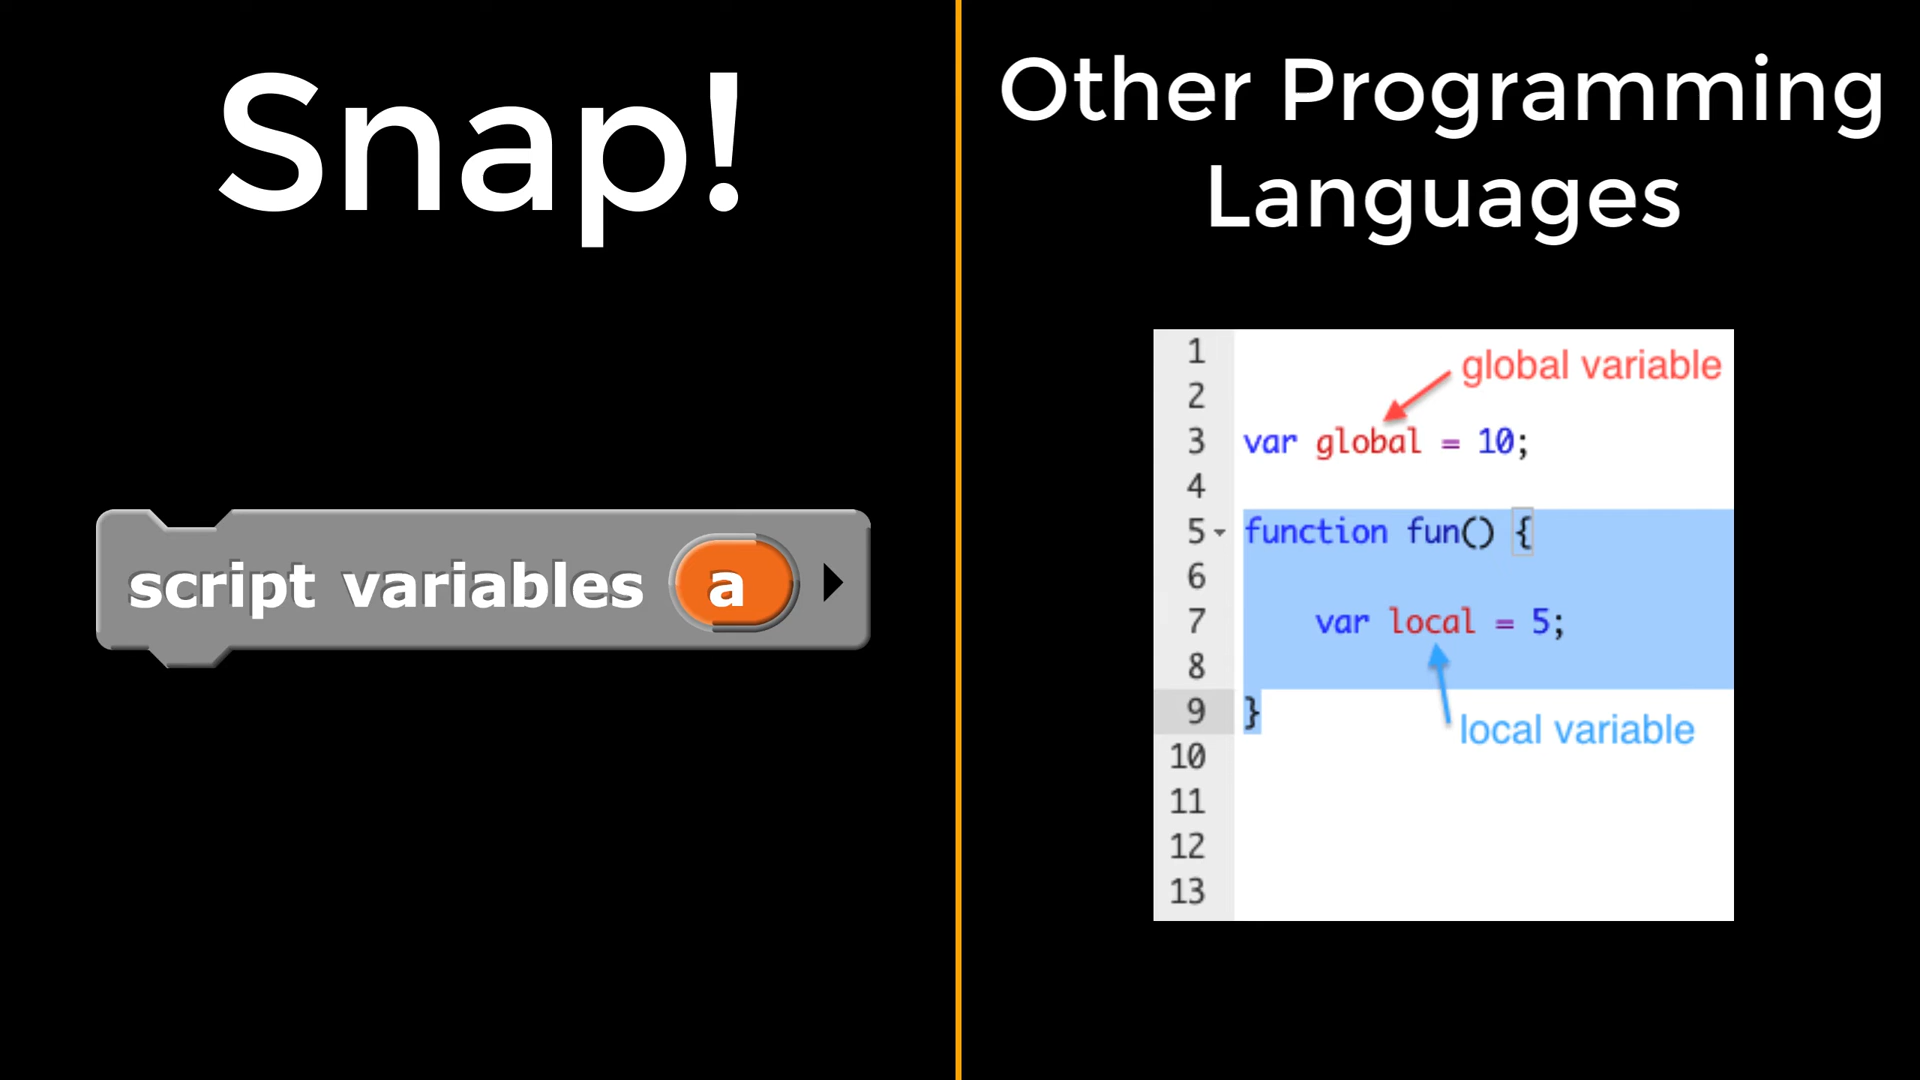 Snap!
script variables a
Other Programming
Languages
1
global variable
2
3 var global = 10;
4
5 function fun() {
6
7 var local = 5;
8
9 }
local variable
10
11
12
13